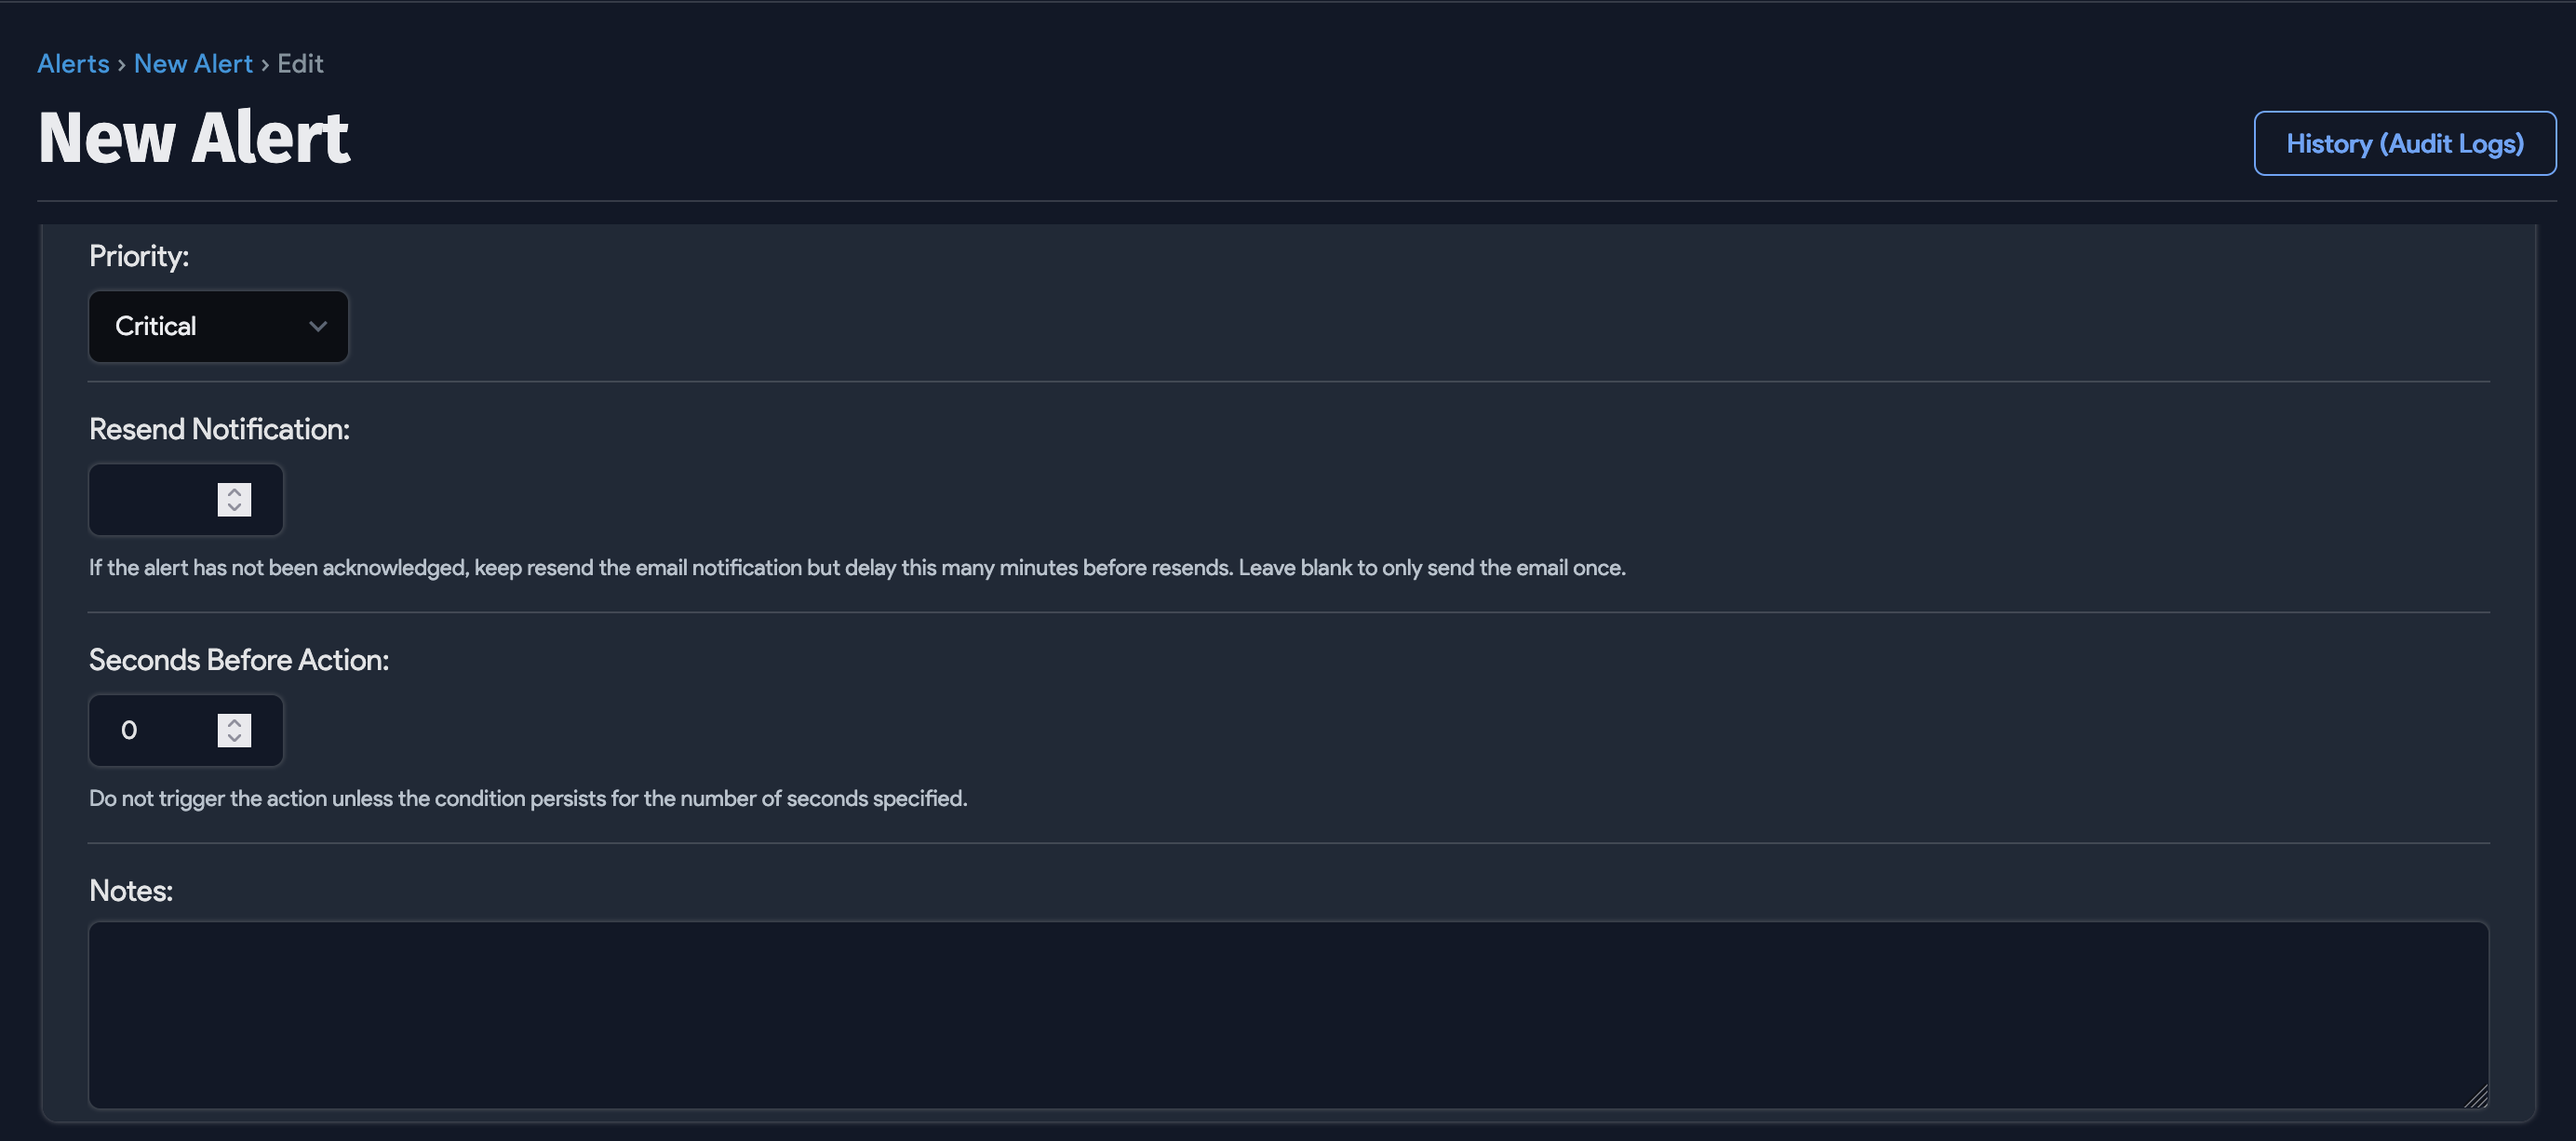 Alerts › New Alert › Edit
New Alert
History (Audit Logs)
Priority:
Critical
Resend Notification:
If the alert has not been acknowledged, keep resend the email notification but delay this many minutes before resends. Leave blank to only send the email once.
Seconds Before Action:
0
Do not trigger the action unless the condition persists for the number of seconds specified.
Notes: